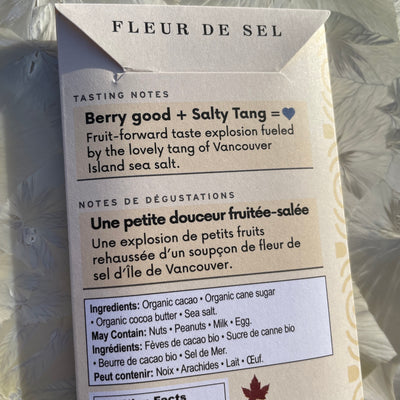 FLEUR DE SEL
TASTING NOTES
Berry good + Salty Tang = 💙
Fruit-forward taste explosion fueled
by the lovely tang of Vancouver
Island sea salt.
NOTES DE DÉGUSTATIONS
Une petite douceur fruitée-salée
Une explosion de petits fruits
rehaussée d'un soupçon de fleur de
sel d'Île de Vancouver.
Ingredients: Organic cacao • Organic cane sugar
• Organic cocoa butter • Sea salt.
May Contain: Nuts • Peanuts • Milk • Egg.
Ingrédients: Fèves de cacao bio • Sucre de canne bio
• Beurre de cacao bio • Sel de Mer.
Peut contenir: Noix • Arachides • Lait • Œuf.
Facts